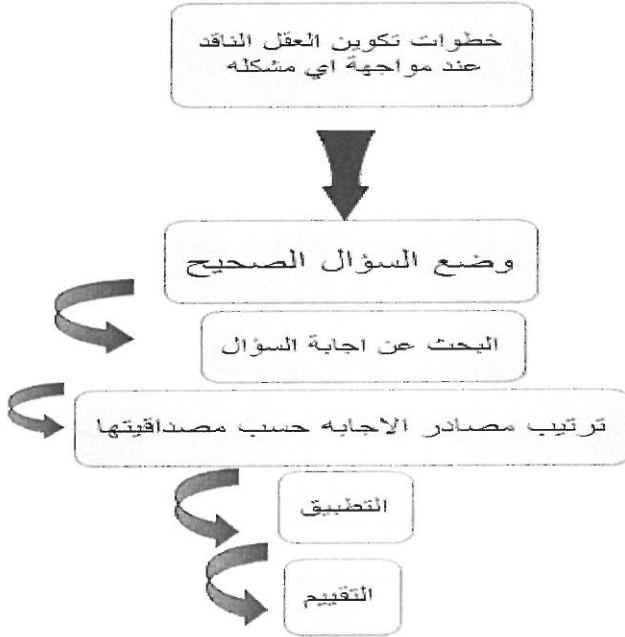 خطوات تكوين العقل الناقد
عند مواجهة اي مشكله
وضع السؤال الصحيح
البحث عن اجابة السؤال
ترتيب مصادر الاجابه حسب مصداقيتها
التطبيق
التقييم